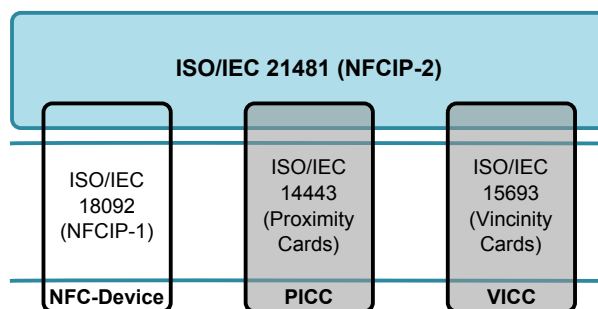 ISO/IEC 21481 (NFCIP-2)
ISO/IEC
18092
(NFCIP-1)
NFC-Device
ISO/IEC
14443
(Proximity
Cards)
PICC
ISO/IEC
15693
(Vincinity
Cards)
VICC